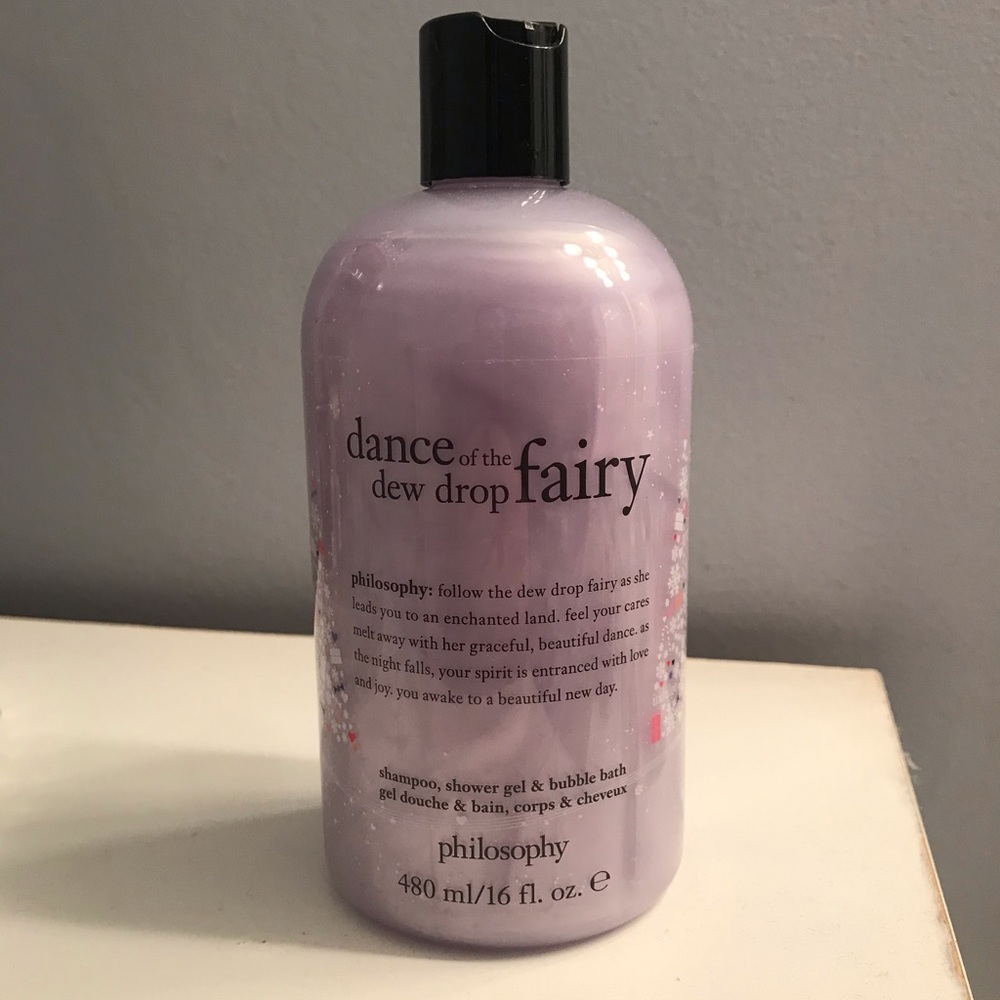 dance of the fairy
dew drop
philosophy: follow the dew drop fairy as she
leads you to an enchanted land. feel your cares
melt away with her graceful, beautiful dance. as
the night falls, your spirit is entranced with love
and joy. you awake to a beautiful new day.
shampoo, shower gel & bubble bath
gel douche & bain, corps & cheveux
philosophy
480 ml/16 fl. oz. ℮